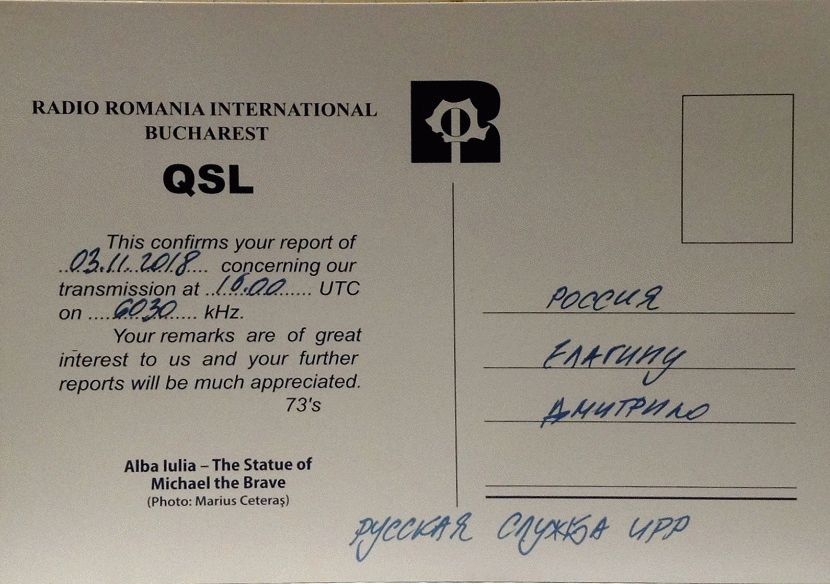 RADIO ROMANIA INTERNATIONAL
BUCHAREST
QSL
This confirms your report of
03.11.2018 concerning our
transmission at 16.00 UTC
on 6030 kHz.
Your remarks are of great
interest to us and your further
reports will be much appreciated.
73's
Alba Iulia – The Statue of
Michael the Brave
(Photo: Marius Ceteraş)
R
РОССИЯ
ЕЛАГИНУ
ДМИТРИЮ
РУССКАЯ СЛУЖБА ИРР